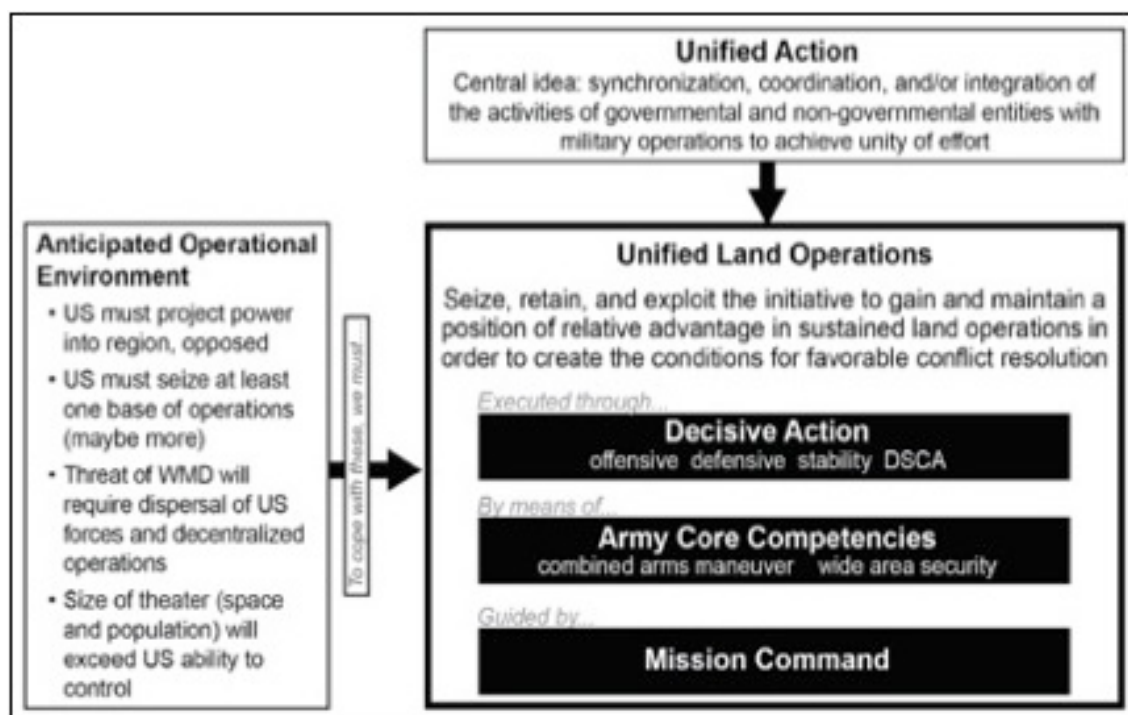 Unified Action
Central idea: synchronization, coordination, and/or integration of
the activities of governmental and non-governmental entities with
military operations to achieve unity of effort
Anticipated Operational
Environment
• US must project power
into region, opposed
• US must seize at least
one base of operations
(maybe more)
• Threat of WMD will
require dispersal of US
forces and decentralized
operations
• Size of theater (space
and population) will
exceed US ability to
control
To cope with these, we must...
Unified Land Operations
Seize, retain, and exploit the initiative to gain and maintain a
position of relative advantage in sustained land operations in
order to create the conditions for favorable conflict resolution
Executed through...
Decisive Action
offensive defensive stability DSCA
By means of...
Army Core Competencies
combined arms maneuver wide area security
Guided by...
Mission Command